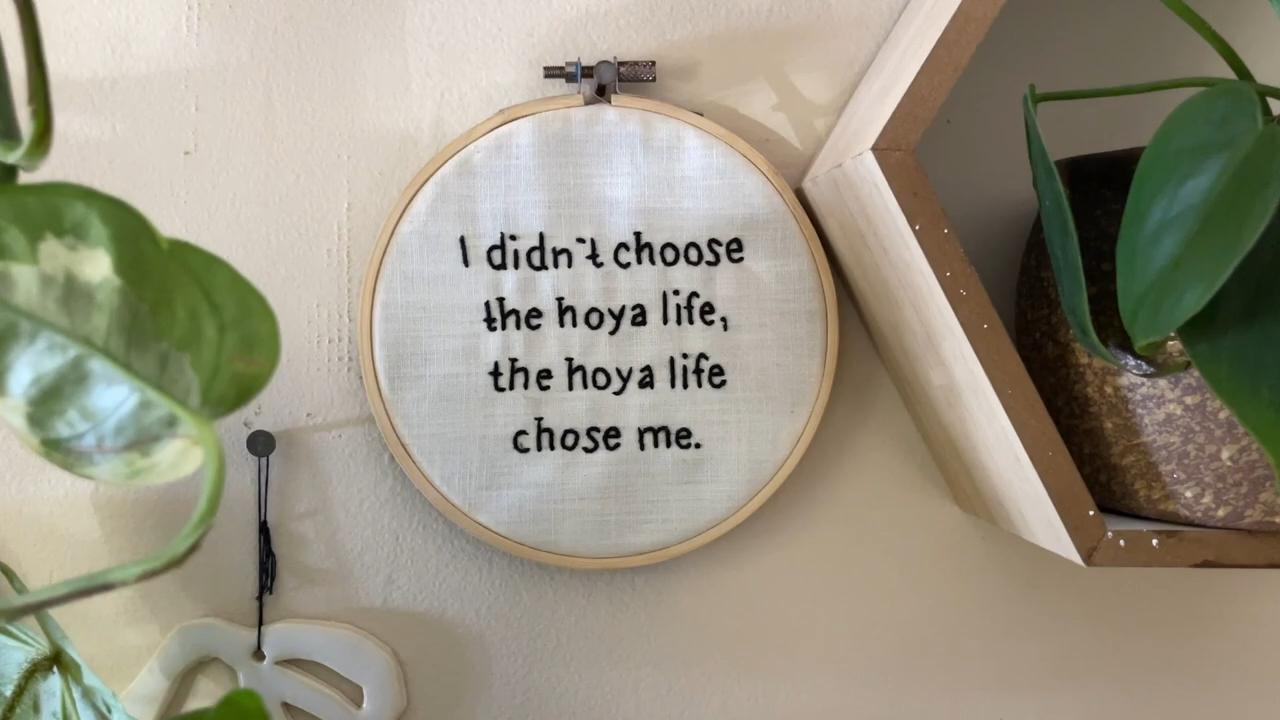 I didn't choose
the hoya life,
the hoya life
chose me.